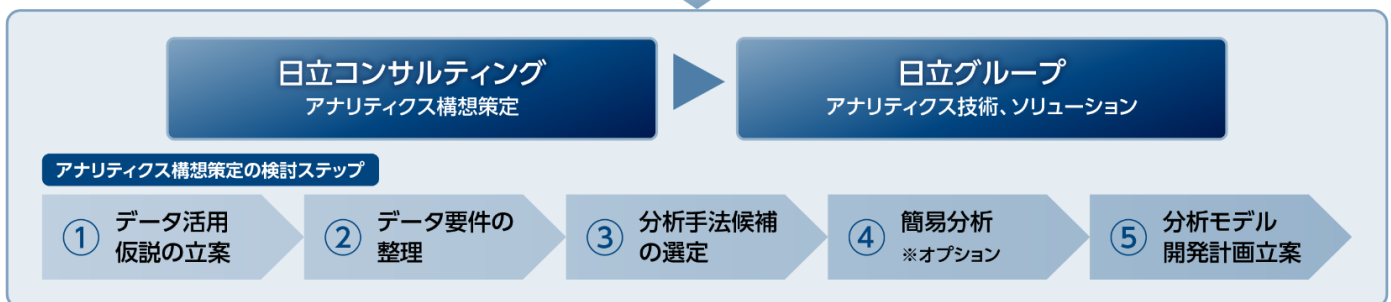 日立コンサルティング
アナリティクス構想策定
日立グループ
アナリティクス技術、ソリューション
アナリティクス構想策定の検討ステップ
① データ活用
仮説の立案
② データ要件の
整理
③ 分析手法候補
の選定
④ 簡易分析
※オプション
⑤ 分析モデル
開発計画立案